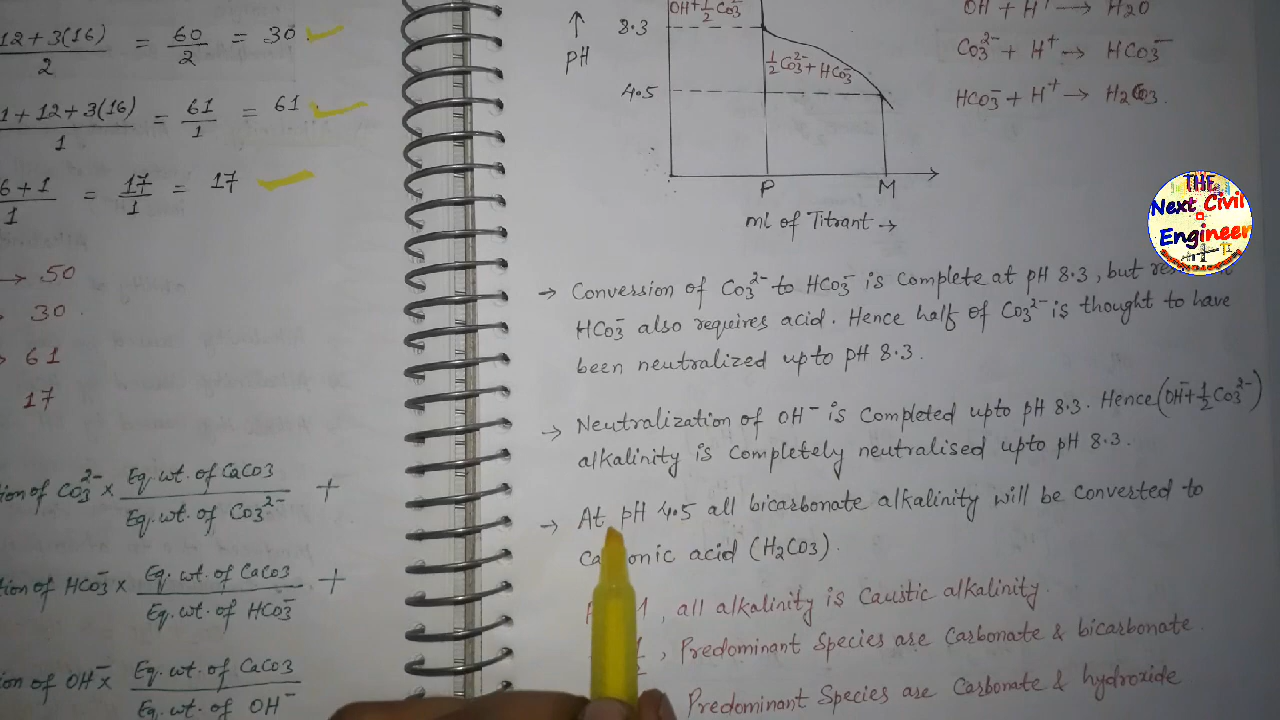 12+3(16)/2 = 60/2 = 30
1+12+3(16)/1 = 61/1 = 61
6+1/1 = 17/1 = 17
→ 50
30
61
17
tion of CO3²⁻ × Eq. wt. of CaCO3/Eq. wt. of CO3²⁻ +
tion of HCO3⁻ × Eq. wt. of CaCO3/Eq. wt. of HCO3⁻ +
tion of OH⁻ × Eq. wt. of CaCO3/Eq. wt. of OH⁻
OH⁻+½CO3²⁻
8.3
↑
pH
½CO3²⁻+HCO3⁻
4.5
P M
ml of Titrant →
OH⁻ + H⁺ → H2O
CO3²⁻ + H⁺ → HCO3⁻
HCO3⁻ + H⁺ → H2CO3.
THE
Next Civil
Engineer
→ Convession of CO3²⁻ to HCO3⁻ is complete at pH 8.3, but
HCO3⁻ also requires acid. Hence half of CO3²⁻ is thought to have
been neutralized upto pH 8.3.
→ Neutralization of OH⁻ is completed upto pH 8.3. Hence (OH⁻+½CO3²⁻)
alkalinity is completely neutralised upto pH 8.3.
→ At pH 4.5 all bicarbonate alkalinity will be converted to
acid (H2CO3).
, all alkalinity is Caustic alkalinity.
, Predominant Species are Carbonate & bicarbonate.
Predominant Species are Carbonate & hydroxide